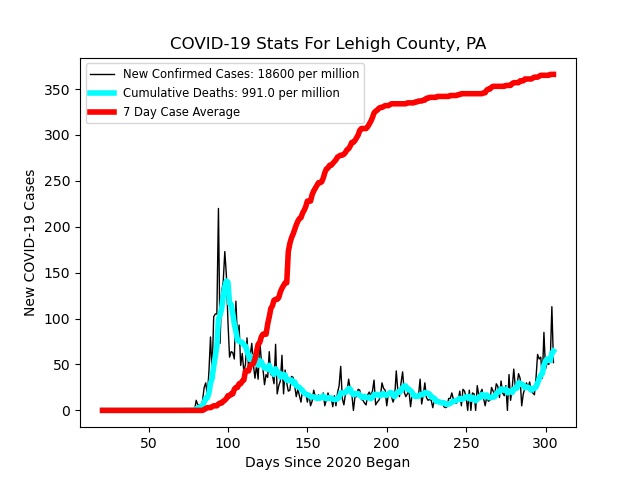 COVID-19 Stats For Lehigh County, PA
New Confirmed Cases: 18600 per million
Cumulative Deaths: 991.0 per million
7 Day Case Average
New COVID-19 Cases
350
300
250
200
150
100
50
0
50 100 150 200 250 300
Days Since 2020 Began